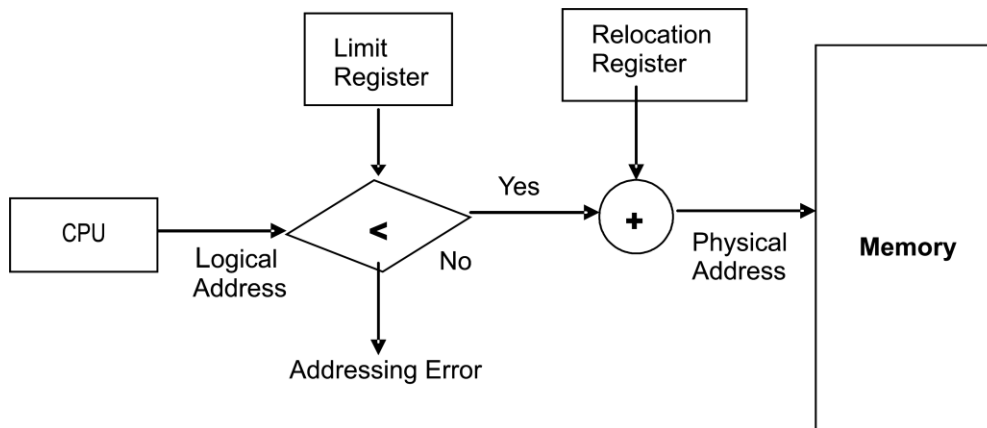 Limit
Register
Relocation
Register
CPU
Logical
Address
<
Yes
No
+
Physical
Address
Memory
Addressing Error